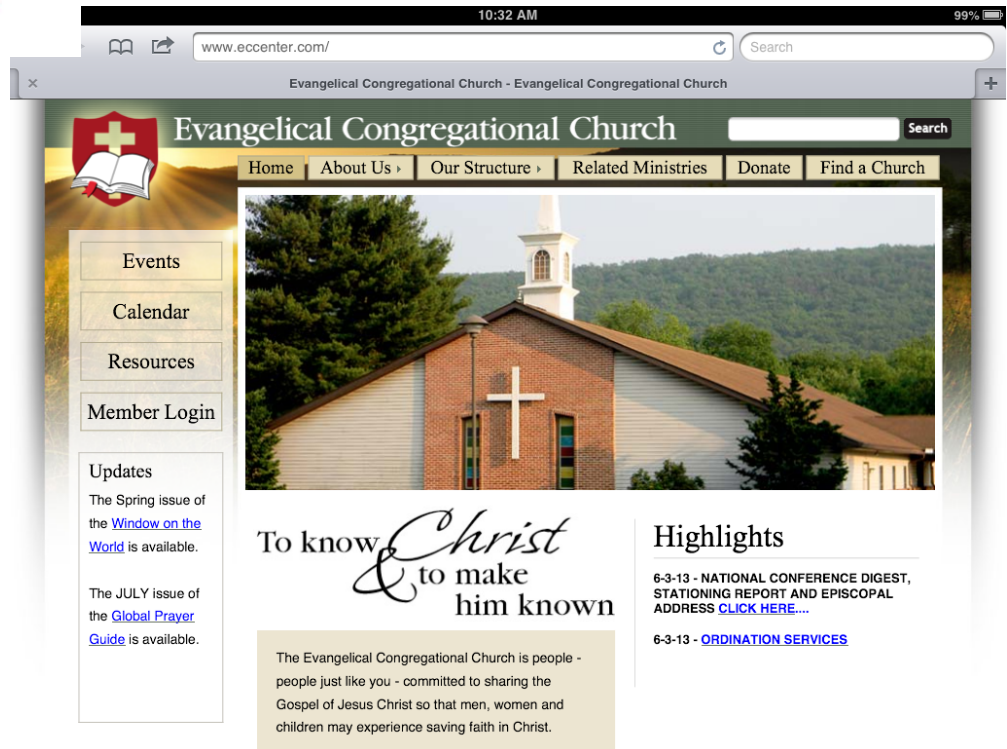 10:32 AM
99%
www.eccenter.com/
Search
Evangelical Congregational Church - Evangelical Congregational Church
Evangelical Congregational Church
Search
Home
About Us
Our Structure
Related Ministries
Donate
Find a Church
Events
Calendar
Resources
Member Login
Updates
The Spring issue of
the Window on the
World is available.
The JULY issue of
the Global Prayer
Guide is available.
To know Christ
& to make
him known
The Evangelical Congregational Church is people -
people just like you - committed to sharing the
Gospel of Jesus Christ so that men, women and
children may experience saving faith in Christ.
Highlights
6-3-13 - NATIONAL CONFERENCE DIGEST,
STATIONING REPORT AND EPISCOPAL
ADDRESS CLICK HERE....
6-3-13 - ORDINATION SERVICES